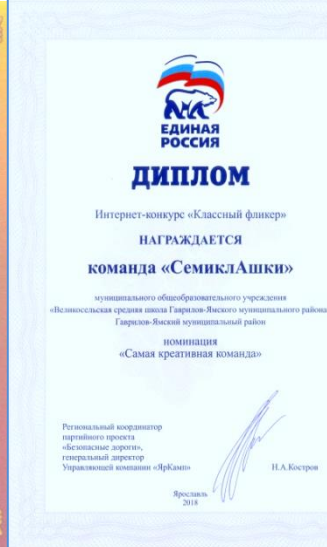 ЕДИНАЯ
РОССИЯ
ДИПЛОМ
Интернет-конкурс «Классный фликер»
НАГРАЖДАЕТСЯ
команда «СемиклАшки»
муниципального общеобразовательного учреждения
«Великосельская средняя школа Гаврилов-Ямского муниципального района»
Гаврилов-Ямский муниципальный район
номинация
«Самая креативная команда»
Региональный координатор
партийного проекта
«Безопасные дороги»,
генеральный директор
Управляющей компании «ЯрКамп»
Н.А.Костров
Ярославль
2018